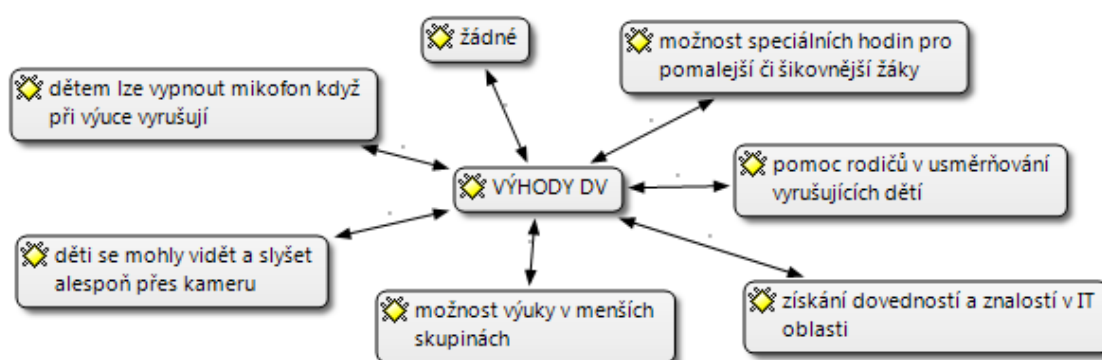 žádné
možnost speciálních hodin pro
pomalejší či šikovnější žáky
dětem lze vypnout mikofon když
při výuce vyrušují
pomoc rodičů v usměrňování
vyrušujících dětí
VÝHODY DV
děti se mohly vidět a slyšet
alespoň přes kameru
možnost výuky v menších
skupinách
získání dovedností a znalostí v IT
oblasti